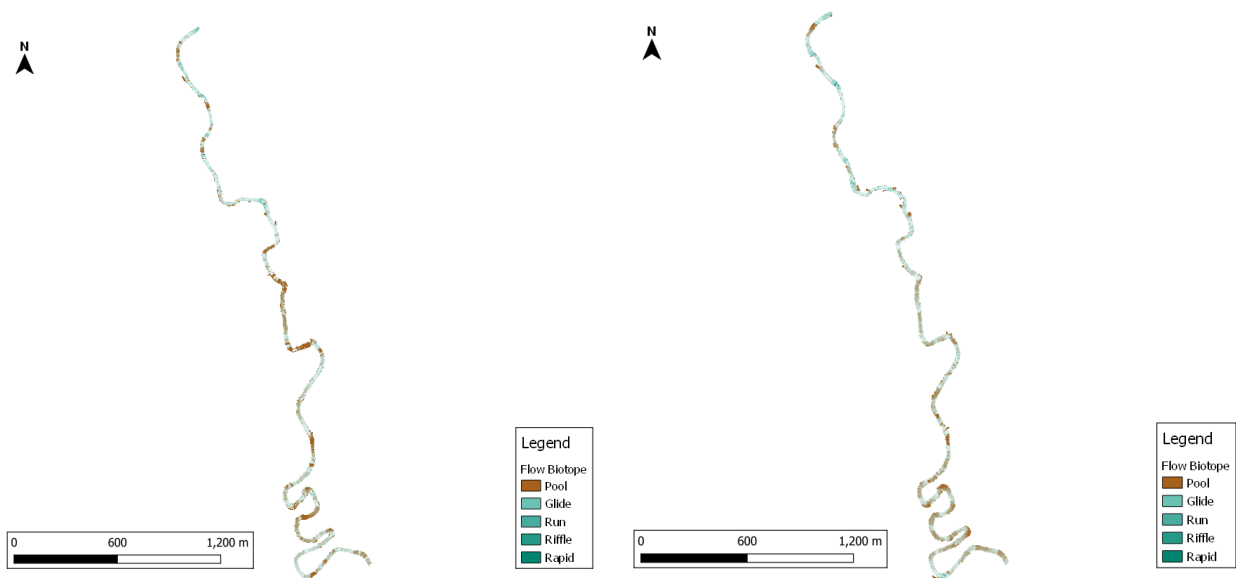 N
Legend
Flow Biotope
Pool
Glide
Run
Riffle
Rapid
0 600 1,200 m
N
Legend
Flow Biotope
Pool
Glide
Run
Riffle
Rapid
0 600 1,200 m